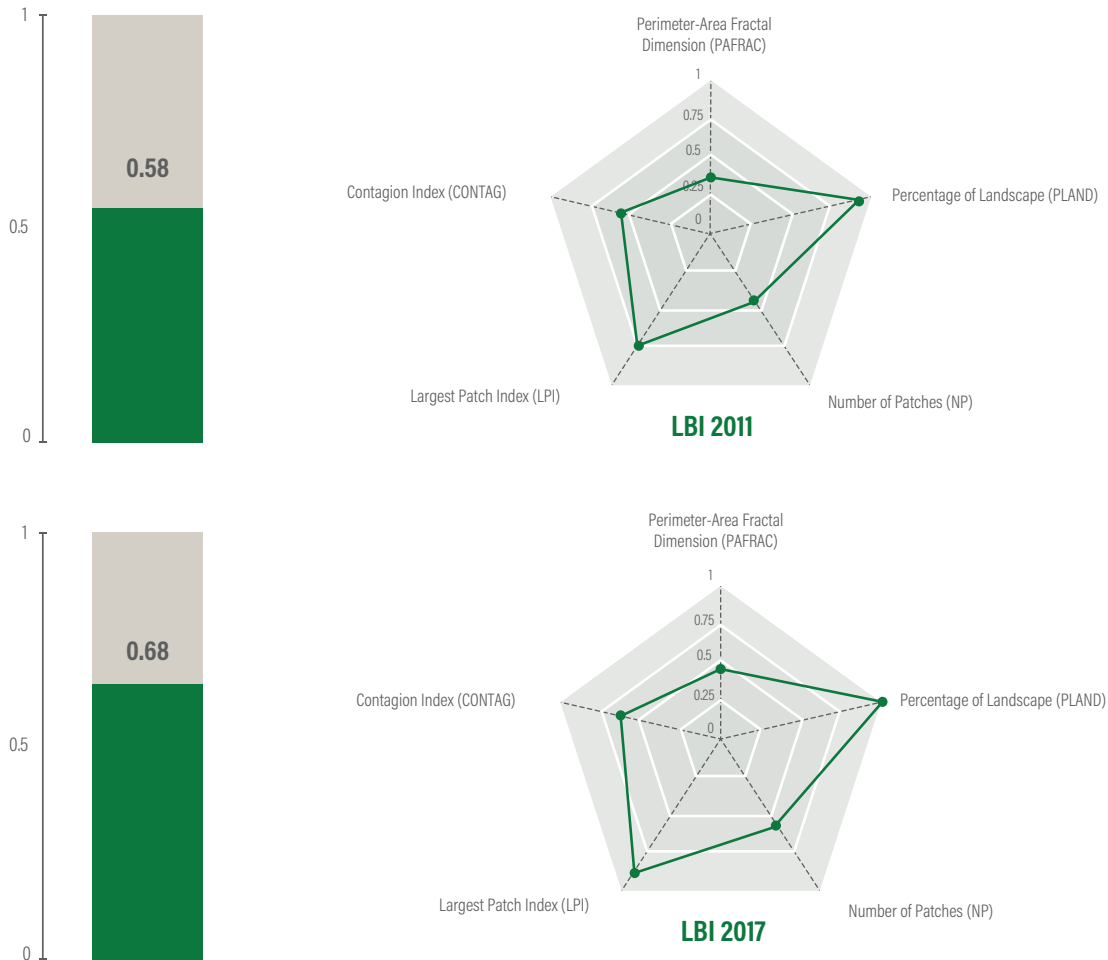 1
0.58
0.5
0
Perimeter-Area Fractal
Dimension (PAFRAC)
1
0.75
0.5
0.25
0
Contagion Index (CONTAG)
Percentage of Landscape (PLAND)
Largest Patch Index (LPI)
Number of Patches (NP)
LBI 2011
1
0.68
0.5
0
Perimeter-Area Fractal
Dimension (PAFRAC)
1
0.75
0.5
0.25
0
Contagion Index (CONTAG)
Percentage of Landscape (PLAND)
Largest Patch Index (LPI)
Number of Patches (NP)
LBI 2017